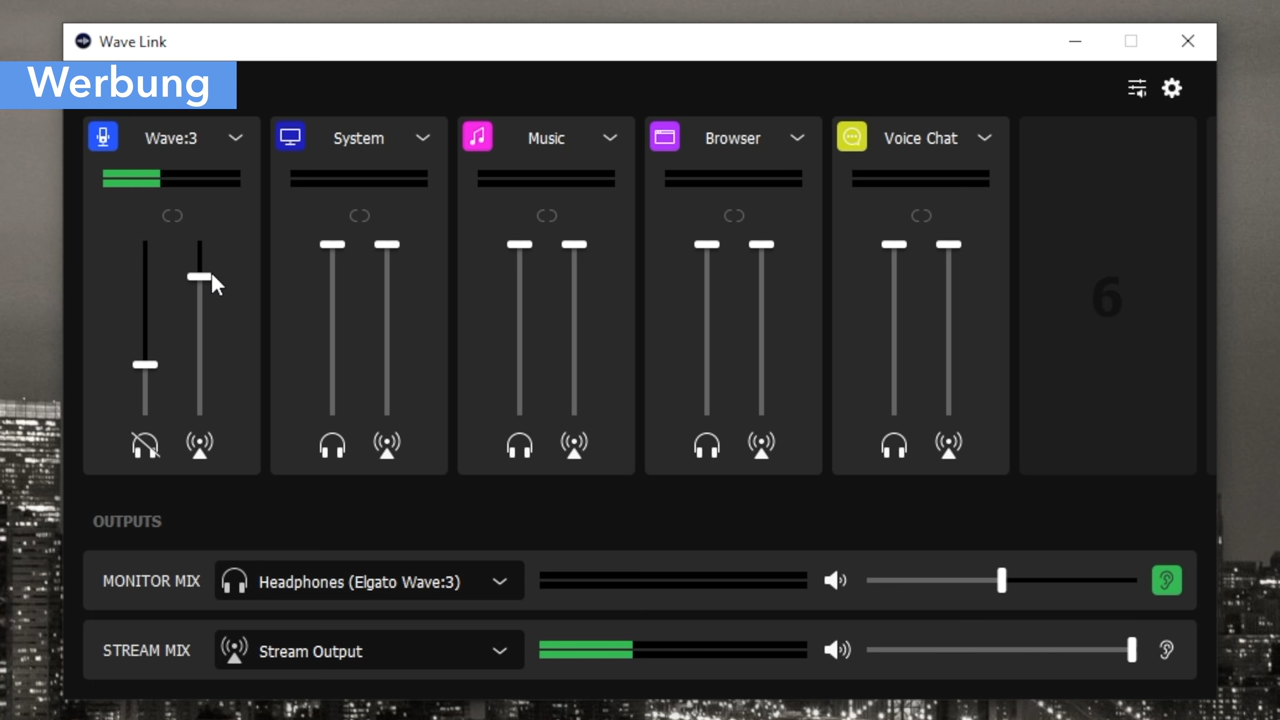 Wave Link
Werbung
Wave:3
System
Music
Browser
Voice Chat
6
OUTPUTS
MONITOR MIX
Headphones (Elgato Wave:3)
STREAM MIX
Stream Output